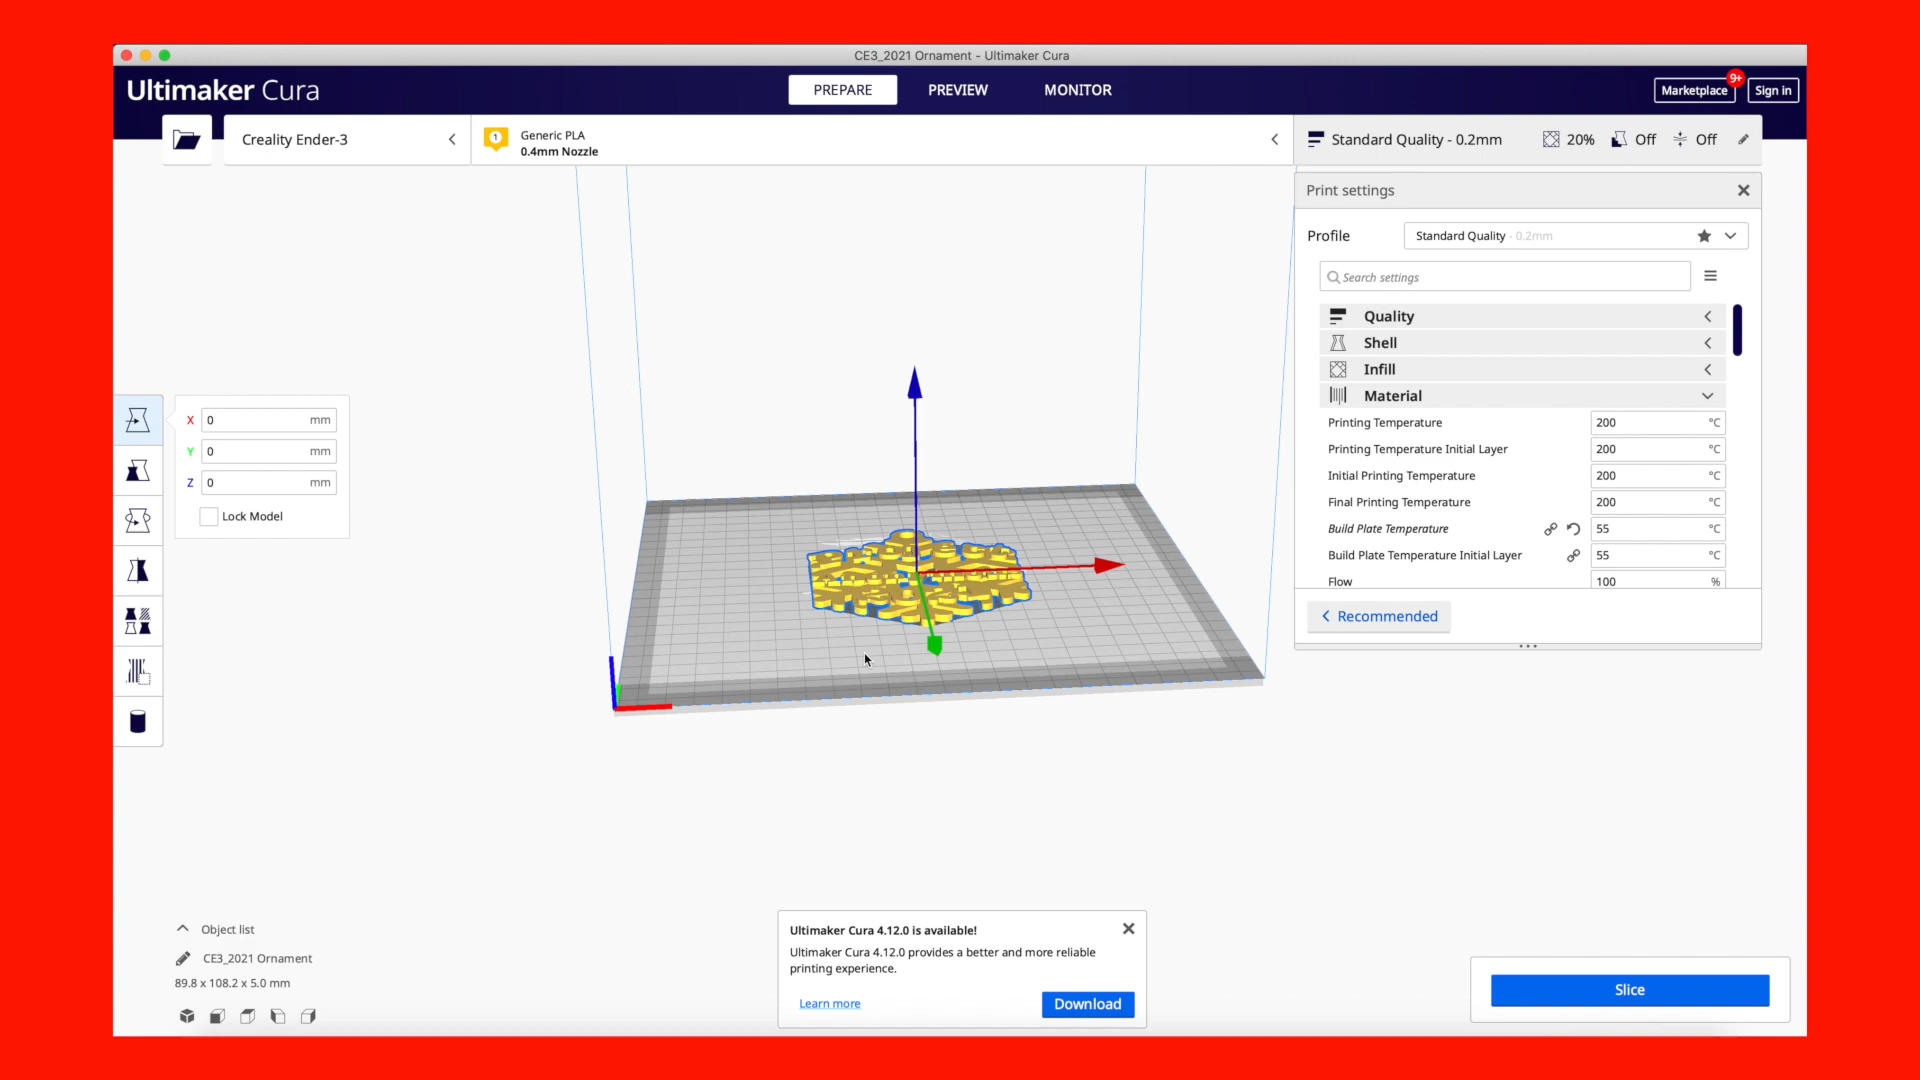 CE3_2021 Ornament - Ultimaker Cura
Ultimaker Cura
PREPARE
PREVIEW
MONITOR
Marketplace
9+
Sign in
Creality Ender-3
1
Generic PLA
0.4mm Nozzle
Standard Quality - 0.2mm
20%
Off
Off
Print settings
Profile
Standard Quality - 0.2mm
Search settings
Quality
Shell
Infill
Material
Printing Temperature 200 °C
Printing Temperature Initial Layer 200 °C
Initial Printing Temperature 200 °C
Final Printing Temperature 200 °C
Build Plate Temperature 55 °C
Build Plate Temperature Initial Layer 55 °C
Flow 100 %
Recommended
X 0 mm
Y 0 mm
Z 0 mm
Lock Model
Object list
CE3_2021 Ornament
89.8 x 108.2 x 5.0 mm
Ultimaker Cura 4.12.0 is available!
Ultimaker Cura 4.12.0 provides a better and more reliable
printing experience.
Learn more
Download
Slice